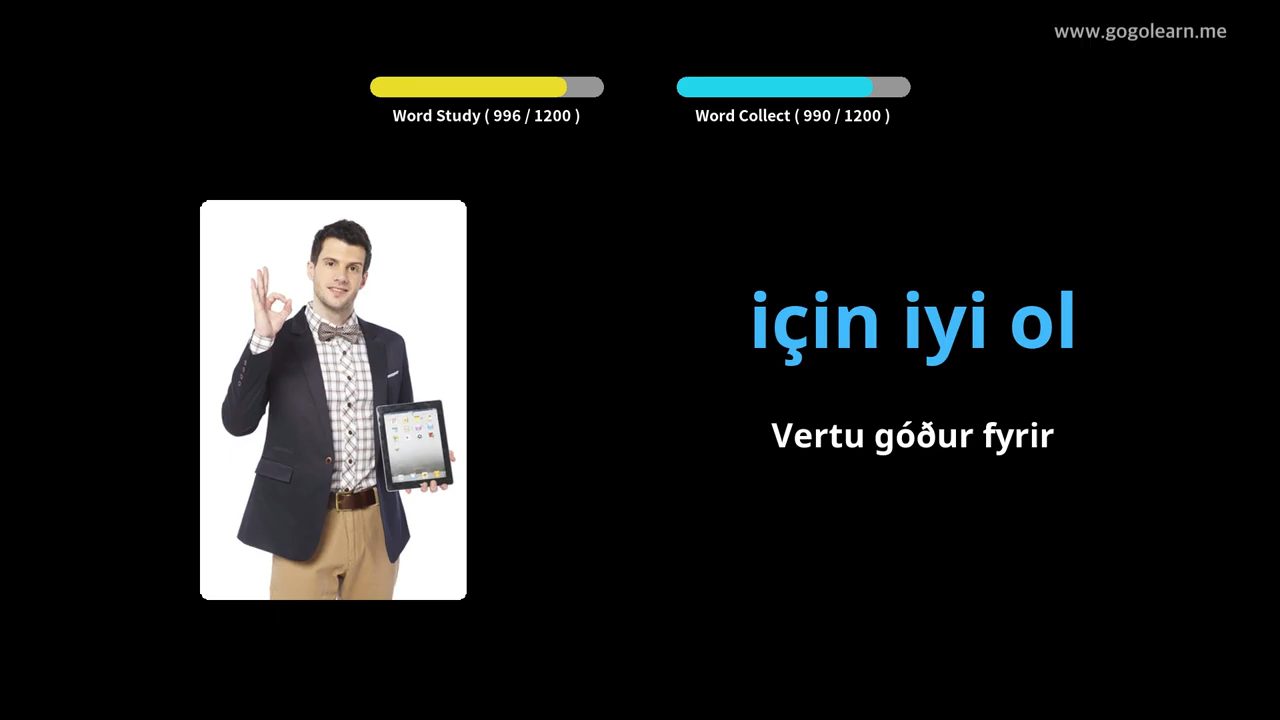 www.gogolearn.me
Word Study ( 996 / 1200 )
Word Collect ( 990 / 1200 )
için iyi ol
Vertu góður fyrir